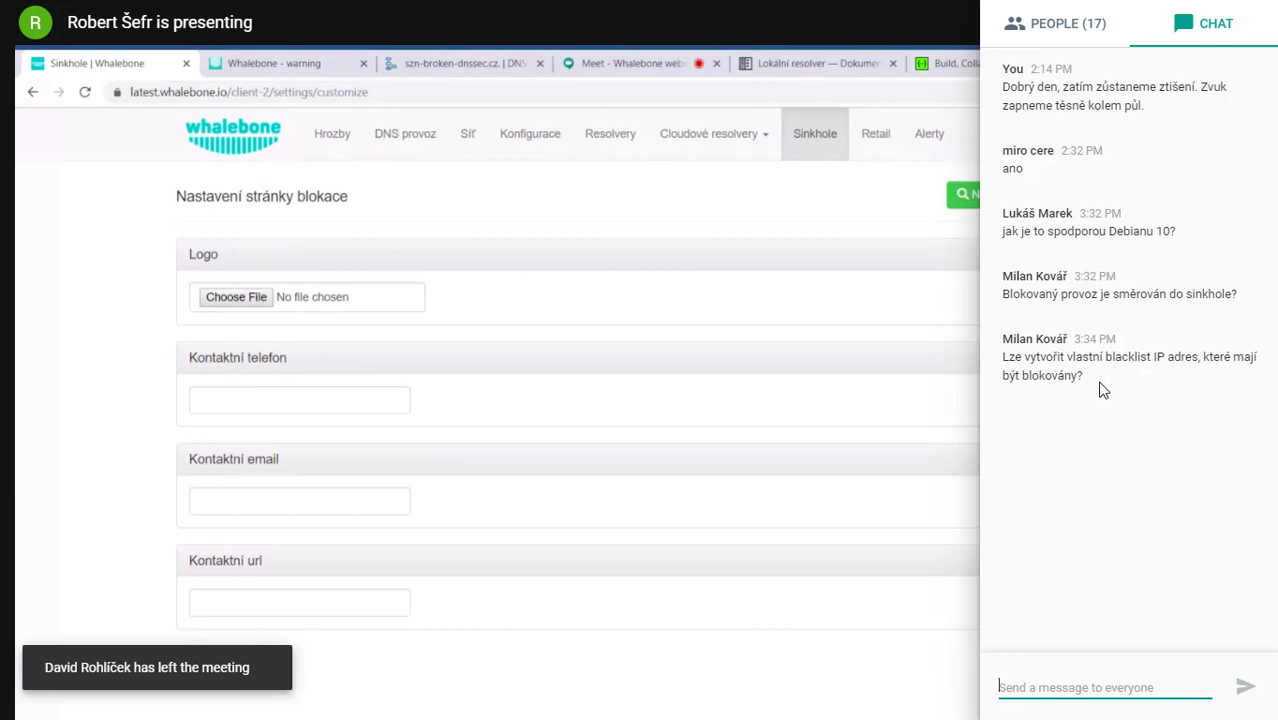 R
Robert Šefr is presenting
Sinkhole | Whalebone
Whalebone - warning
szn-broken-dnssec.cz. | DNS
Meet - Whalebone web
Lokální resolver — Dokumen
Build, Coll
latest.whalebone.io/client-2/settings/customize
whalebone
Hrozby
DNS provoz
Síť
Konfigurace
Resolvery
Cloudové resolvery
Sinkhole
Retail
Alerty
Nastavení stránky blokace
N
Logo
Choose File
No file chosen
Kontaktní telefon
Kontaktní email
Kontaktní url
David Rohlíček has left the meeting
PEOPLE (17)
CHAT
You 2:14 PM
Dobrý den, zatím zůstaneme ztišení. Zvuk
zapneme těsně kolem půl.
miro cere 2:32 PM
ano
Lukáš Marek 3:32 PM
jak je to spodporou Debianu 10?
Milan Kovář 3:32 PM
Blokovaný provoz je směrován do sinkhole?
Milan Kovář 3:34 PM
Lze vytvořit vlastní blacklist IP adres, které mají
být blokovány?
Send a message to everyone